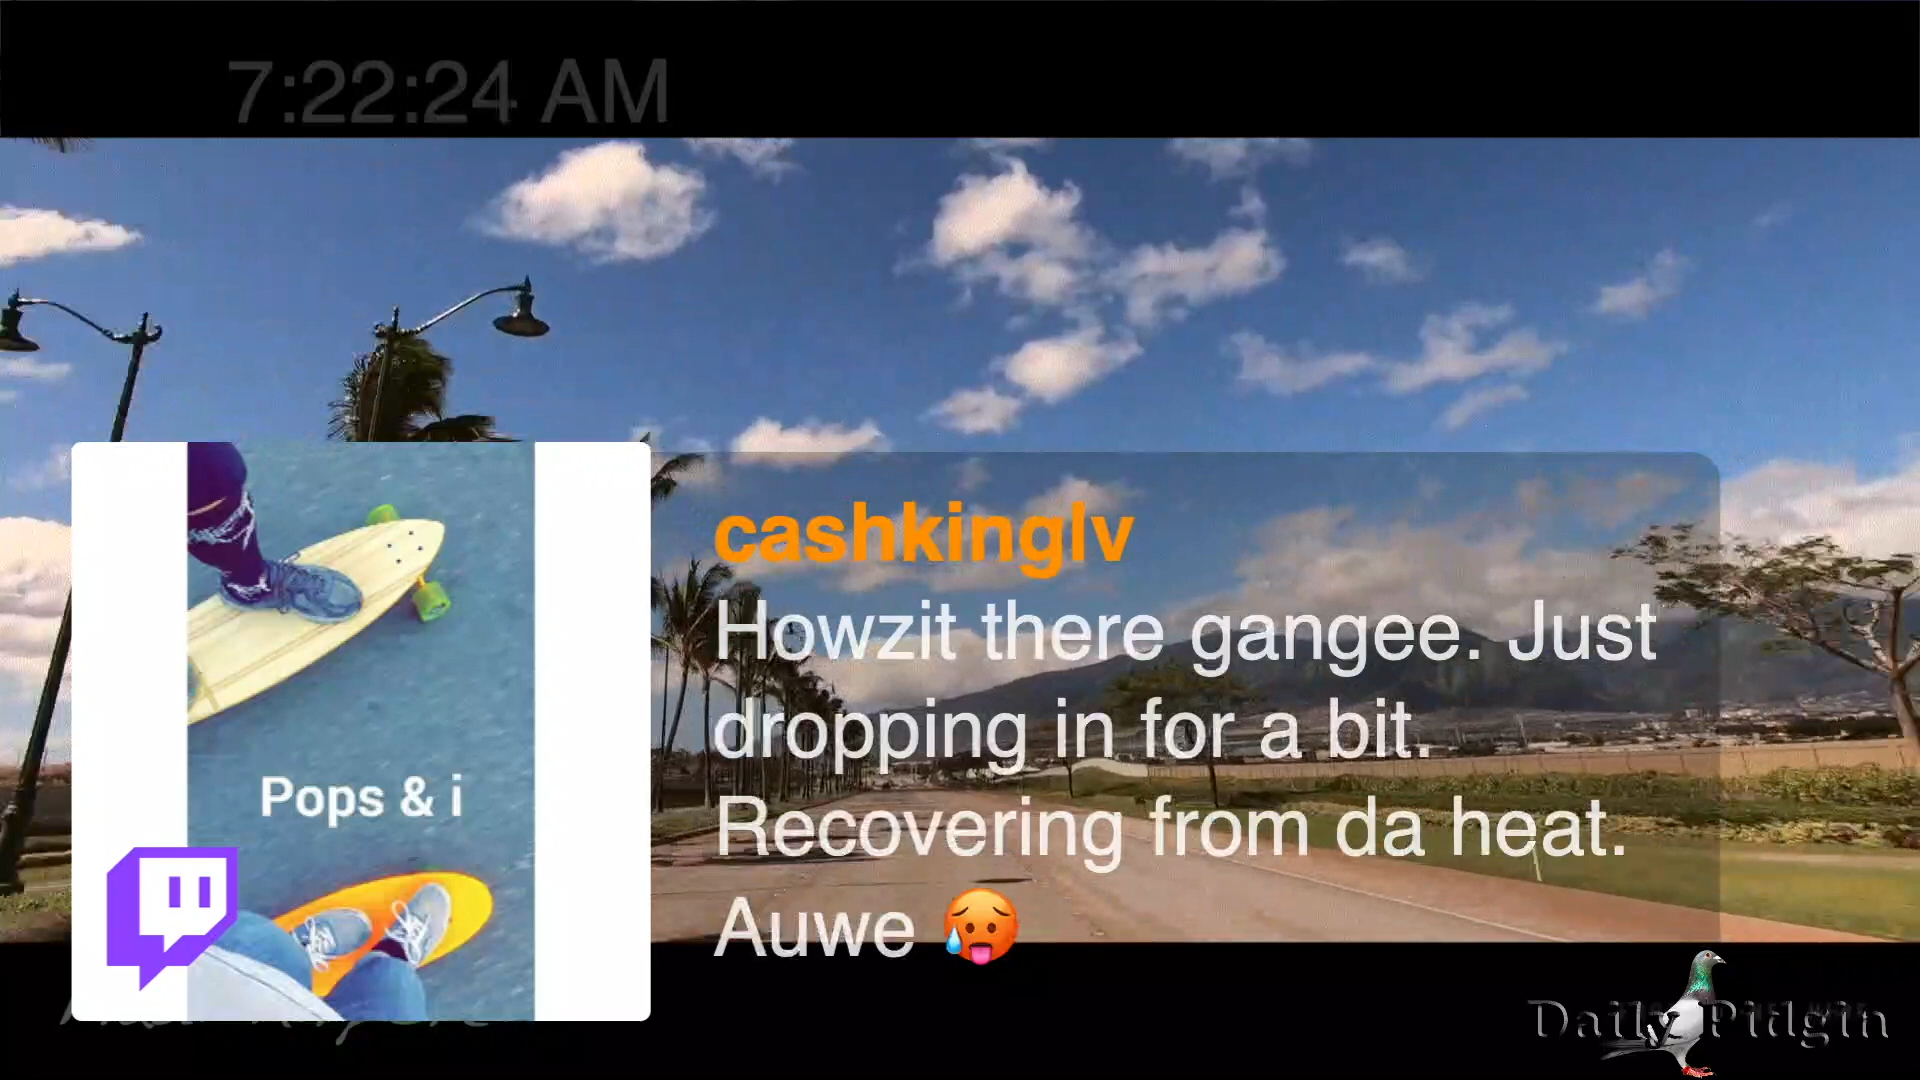 7:22:24 AM
cashkinglv
Howzit there gangee. Just
dropping in for a bit.
Recovering from da heat.
Auwe 🥵
Pops & i
Daily Pidgin